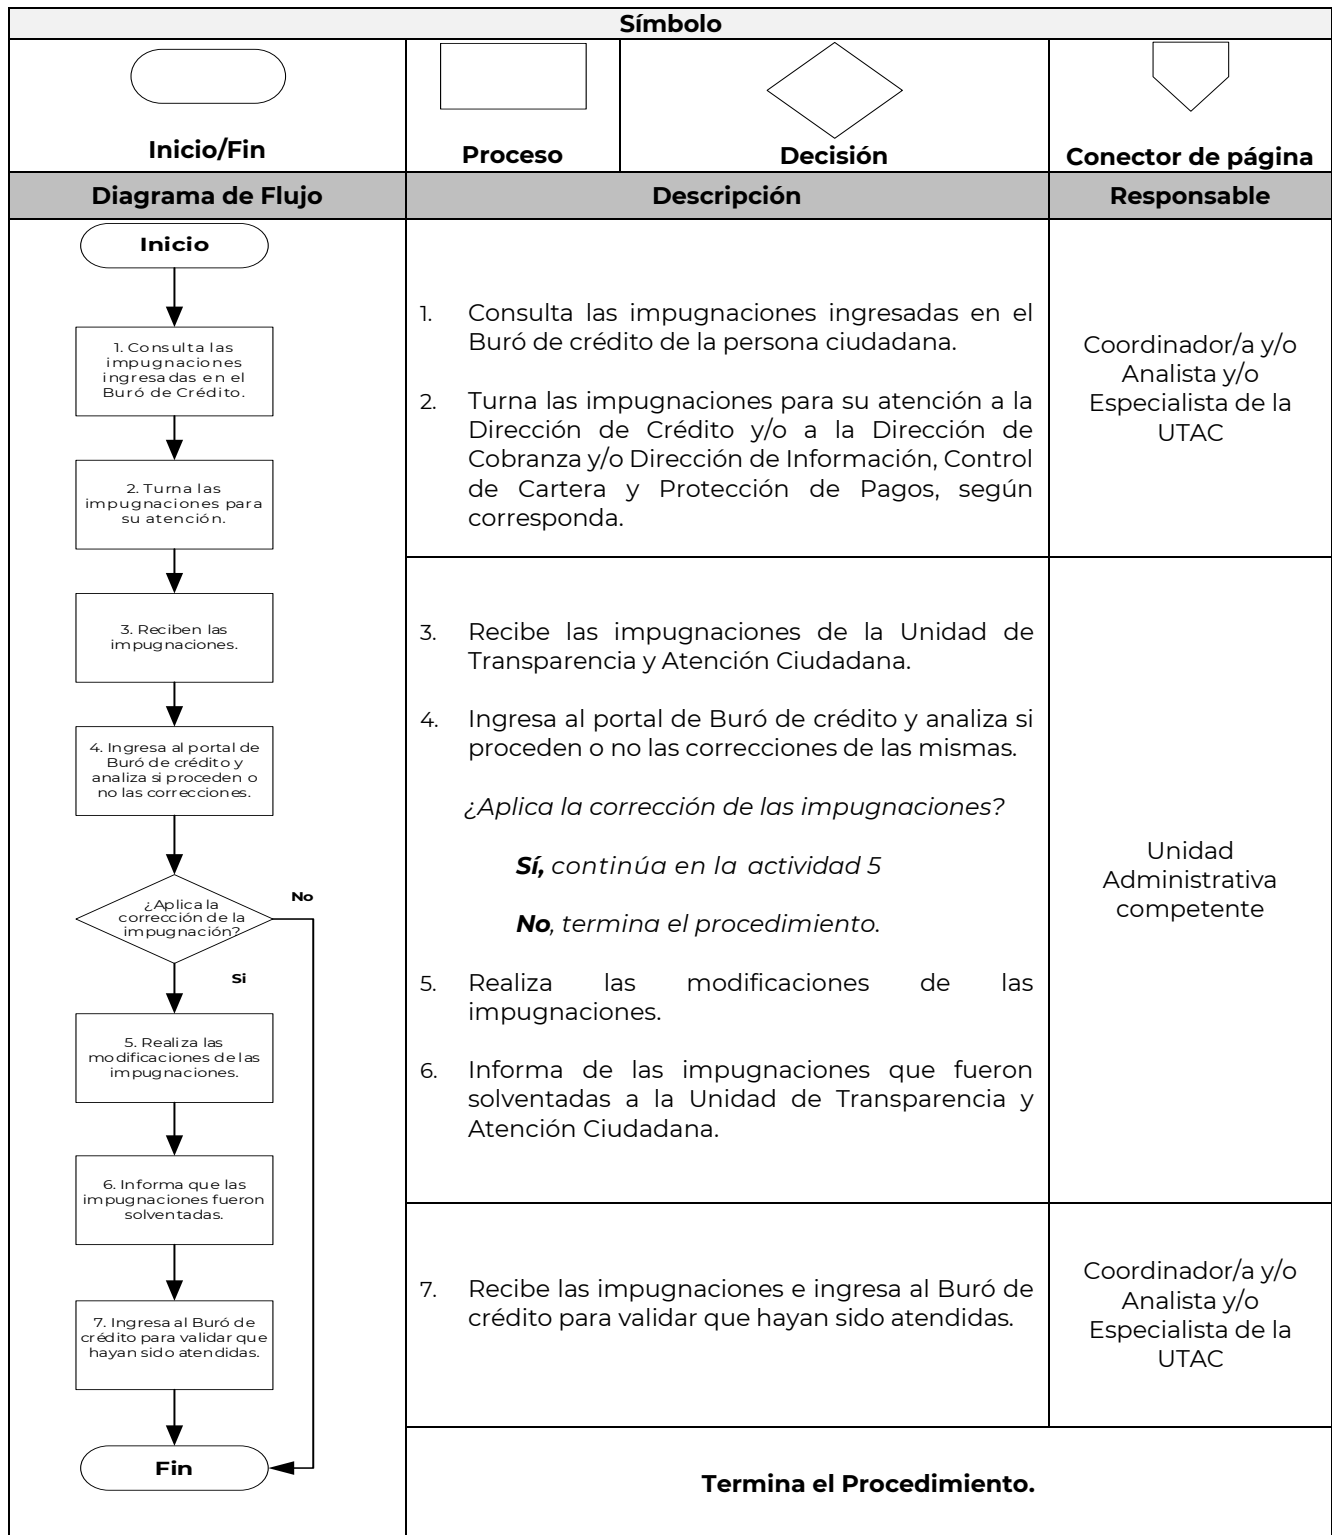 Símbolo
Inicio/Fin
Proceso
Decisión
Conector de página
Diagrama de Flujo
Descripción
Responsable
Inicio
1. Consulta las
impugnaciones
ingresadas en el
Buró de Crédito.
2. Turna las
impugnaciones para
su atención.
3. Reciben las
impugnaciones.
4. Ingresa al portal de
Buró de crédito y
analiza si proceden o
no las correcciones.
¿Aplica la
corrección de la
impugnación?
No
Si
5. Realiza las
modificaciones de las
impugnaciones.
6. Informa que las
impugnaciones fueron
solventadas.
7. Ingresa al Buró de
crédito para validar que
hayan sido atendidas.
Fin
1. Consulta las impugnaciones ingresadas en el
Buró de crédito de la persona ciudadana.
2. Turna las impugnaciones para su atención a la
Dirección de Crédito y/o a la Dirección de
Cobranza y/o Dirección de Información, Control
de Cartera y Protección de Pagos, según
corresponda.
Coordinador/a y/o
Analista y/o
Especialista de la
UTAC
3. Recibe las impugnaciones de la Unidad de
Transparencia y Atención Ciudadana.
4. Ingresa al portal de Buró de crédito y analiza si
proceden o no las correcciones de las mismas.
¿Aplica la corrección de las impugnaciones?
Sí, continúa en la actividad 5
No, termina el procedimiento.
5. Realiza las modificaciones de las
impugnaciones.
6. Informa de las impugnaciones que fueron
solventadas a la Unidad de Transparencia y
Atención Ciudadana.
Unidad
Administrativa
competente
7. Recibe las impugnaciones e ingresa al Buró de
crédito para validar que hayan sido atendidas.
Coordinador/a y/o
Analista y/o
Especialista de la
UTAC
Termina el Procedimiento.